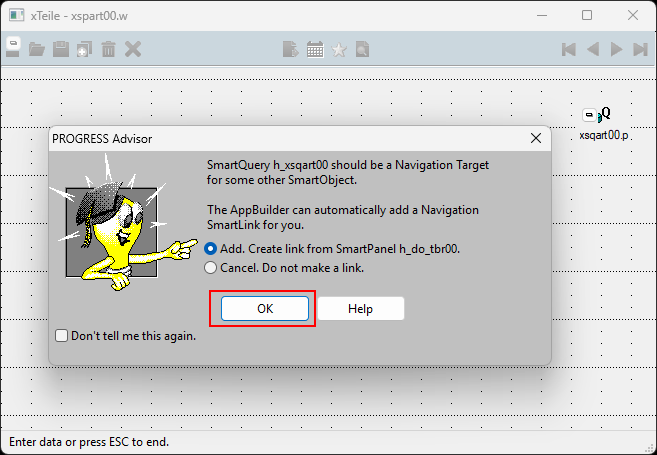 xTeile - xspart00.w
Q
xsqart00.p
PROGRESS Advisor
SmartQuery h_xsqart00 should be a Navigation Target
for some other SmartObject.
The AppBuilder can automatically add a Navigation
SmartLink for you.
Add. Create link from SmartPanel h_do_tbr00.
Cancel. Do not make a link.
OK
Help
Don't tell me this again.
Enter data or press ESC to end.